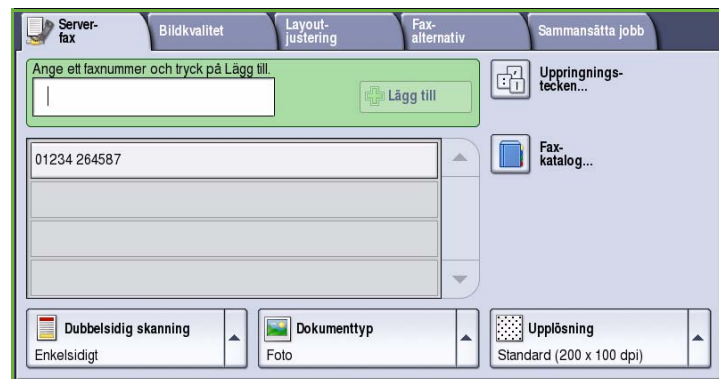 Server-
fax
Bildkvalitet
Layout-
justering
Fax-
alternativ
Sammansätta jobb
Ange ett faxnummer och tryck på Lägg till.
Lägg till
Uppringnings-
tecken...
01234 264587
Fax-
katalog...
Dubbelsidig skanning
Enkelsidigt
Dokumenttyp
Foto
Upplösning
Standard (200 x 100 dpi)